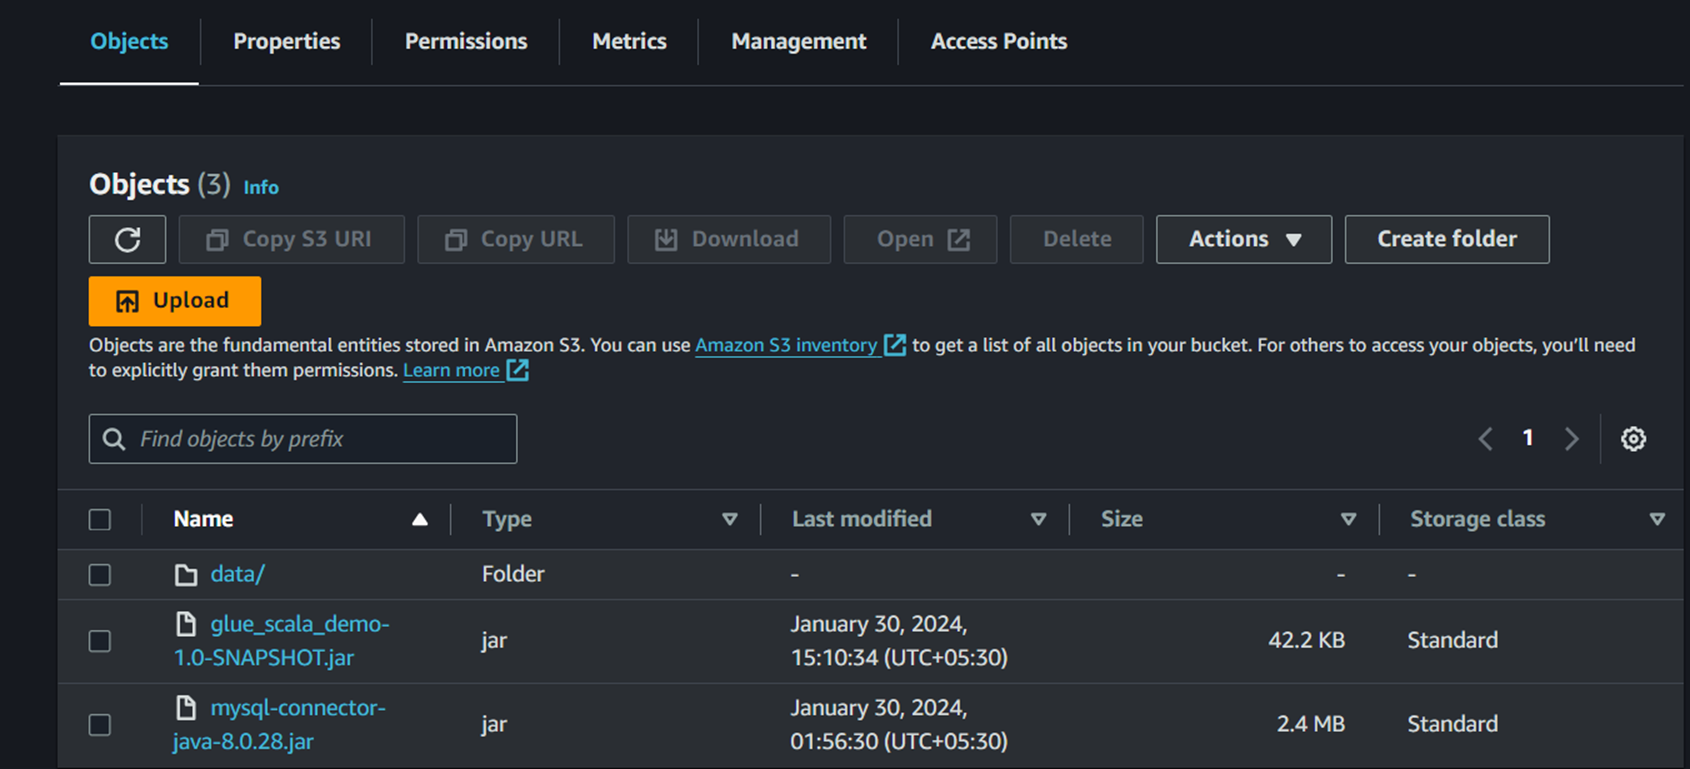 Objects Properties Permissions Metrics Management Access Points
Objects (3) Info
Copy S3 URI Copy URL Download Open Delete Actions Create folder
Upload
Objects are the fundamental entities stored in Amazon S3. You can use Amazon S3 inventory to get a list of all objects in your bucket. For others to access your objects, you'll need
to explicitly grant them permissions. Learn more
Find objects by prefix 1
Name Type Last modified Size Storage class
data/ Folder - - -
glue_scala_demo- January 30, 2024,
jar 42.2 KB Standard
1.0-SNAPSHOT.jar 15:10:34 (UTC+05:30)
mysql-connector- January 30, 2024,
jar 2.4 MB Standard
java-8.0.28.jar 01:56:30 (UTC+05:30)